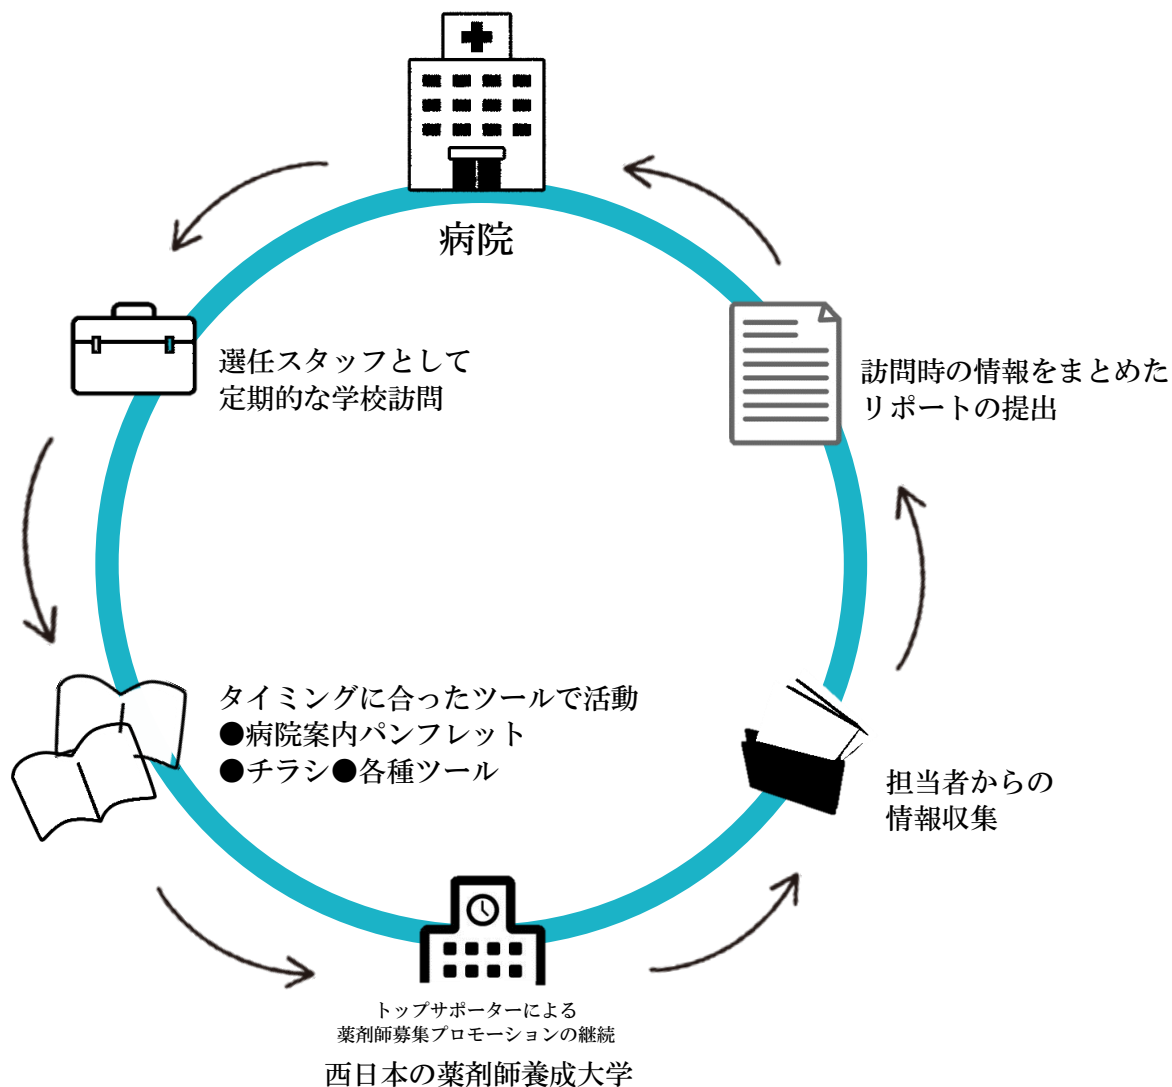 病院
選任スタッフとして
定期的な学校訪問
訪問時の情報をまとめた
リポートの提出
タイミングに合ったツールで活動
●病院案内パンフレット
●チラシ●各種ツール
担当者からの
情報収集
トップサポーターによる
薬剤師募集プロモーションの継続
西日本の薬剤師養成大学